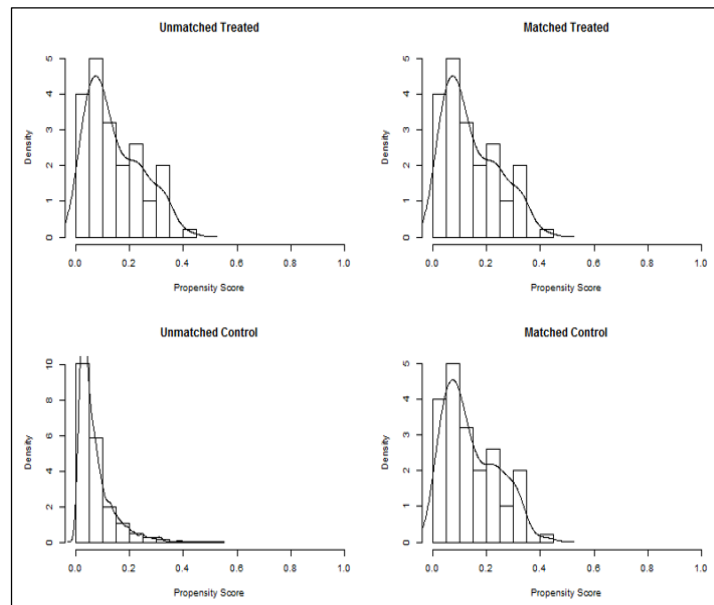 Unmatched Treated
Density
5
4
3
2
1
0
0.0 0.2 0.4 0.6 0.8 1.0
Propensity Score
Matched Treated
Density
5
4
3
2
1
0
0.0 0.2 0.4 0.6 0.8 1.0
Propensity Score
Unmatched Control
Density
10
8
6
4
2
0
0.0 0.2 0.4 0.6 0.8 1.0
Propensity Score
Matched Control
Density
5
4
3
2
1
0
0.0 0.2 0.4 0.6 0.8 1.0
Propensity Score